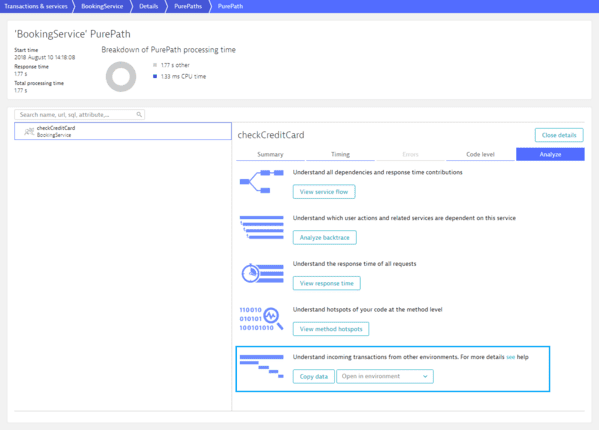 Transactions & services
BookingService
Details
PurePaths
PurePath
'BookingService' PurePath
Start time
2018 August 10 14:18:08
Response time
1.77 s
Total processing time
1.77 s
Breakdown of PurePath processing time
1.77 s other
1.33 ms CPU time
Search name, url, sql, attribute,...
checkCreditCard
BookingService
checkCreditCard
Close details
Summary
Timing
Errors
Code level
Analyze
Understand all dependencies and response time contributions
View service flow
Understand which user actions and related services are dependent on this service
Analyze backtrace
Understand the response time of all requests
View response time
110010
010101
100101010
Understand hotspots of your code at the method level
View method hotspots
Understand incoming transactions from other environments. For more details see help
Copy data
Open in environment